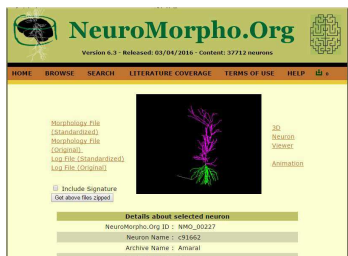 NeuroMorpho.Org
Version 6.3 - Released: 03/04/2016 - Content: 37712 neurons
HOME BROWSE SEARCH LITERATURE COVERAGE TERMS OF USE HELP
Morphology File
(Standardized)
Morphology File
(Original)
Log File (Standardized)
Log File (Original)
3D
Neuron
Viewer
Animation
Include Signature
Get above files zipped
Details about selected neuron
NeuroMorpho.Org ID : NMO_00227
Neuron Name : c91662
Archive Name : Amaral